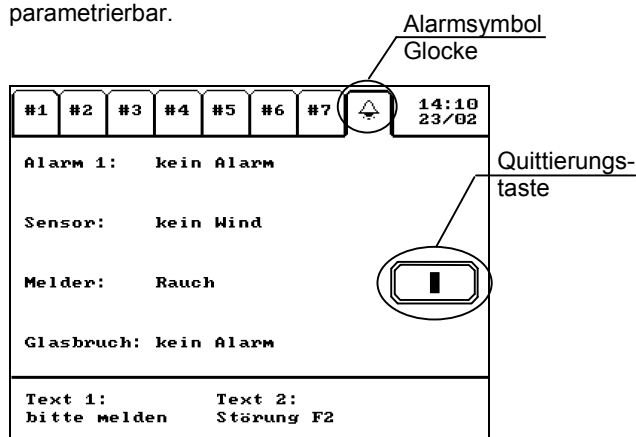 parametrierbar.
Alarmsymbol
Glocke
#1 #2 #3 #4 #5 #6 #7 14:10
23/02
Alarm 1: kein Alarm
Quittierungs-
taste
Sensor: kein Wind
Melder: Rauch
Glasbruch: kein Alarm
Text 1: Text 2:
bitte melden Störung F2